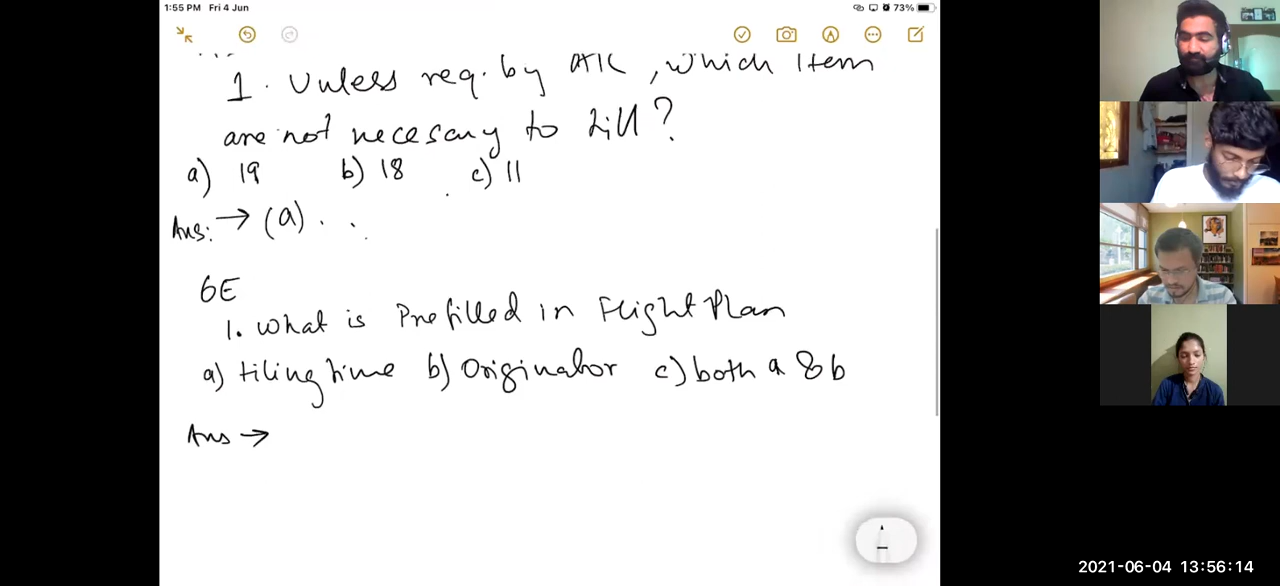 1:55 PM Fri 4 Jun
73%
1. Unless req. by ATC, which Item
are not necesary to fill?
a) 19 b) 18 c) 11
Ans: → (a).
6E
1. What is Prefilled in Flight Plan
a) filing time b) Originator c) both a & b
Ans →
2021-06-04 13:56:14